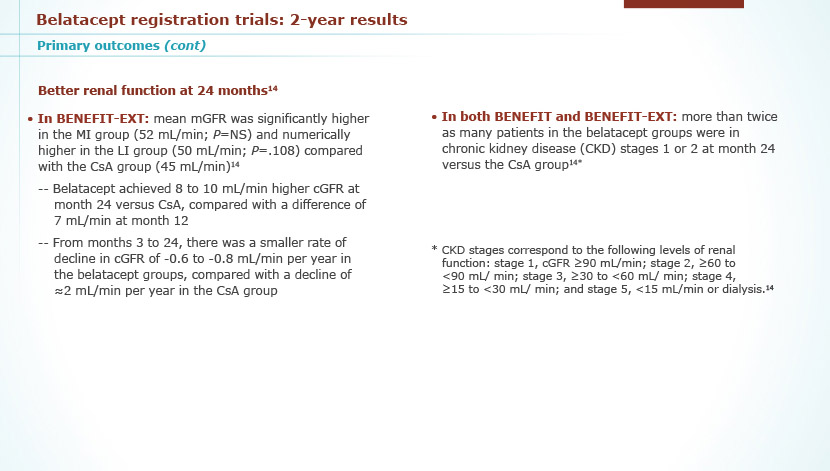 Belatacept registration trials: 2-year results
Primary outcomes (cont)
Better renal function at 24 months¹⁴
• In BENEFIT-EXT: mean mGFR was significantly higher
in the MI group (52 mL/min; P=NS) and numerically
higher in the LI group (50 mL/min; P=.108) compared
with the CsA group (45 mL/min)¹⁴
-- Belatacept achieved 8 to 10 mL/min higher cGFR at
month 24 versus CsA, compared with a difference of
7 mL/min at month 12
-- From months 3 to 24, there was a smaller rate of
decline in cGFR of -0.6 to -0.8 mL/min per year in
the belatacept groups, compared with a decline of
≈2 mL/min per year in the CsA group
• In both BENEFIT and BENEFIT-EXT: more than twice
as many patients in the belatacept groups were in
chronic kidney disease (CKD) stages 1 or 2 at month 24
versus the CsA group¹⁴*
* CKD stages correspond to the following levels of renal
function: stage 1, cGFR ≥90 mL/min; stage 2, ≥60 to
<90 mL/ min; stage 3, ≥30 to <60 mL/ min; stage 4,
≥15 to <30 mL/ min; and stage 5, <15 mL/min or dialysis.¹⁴